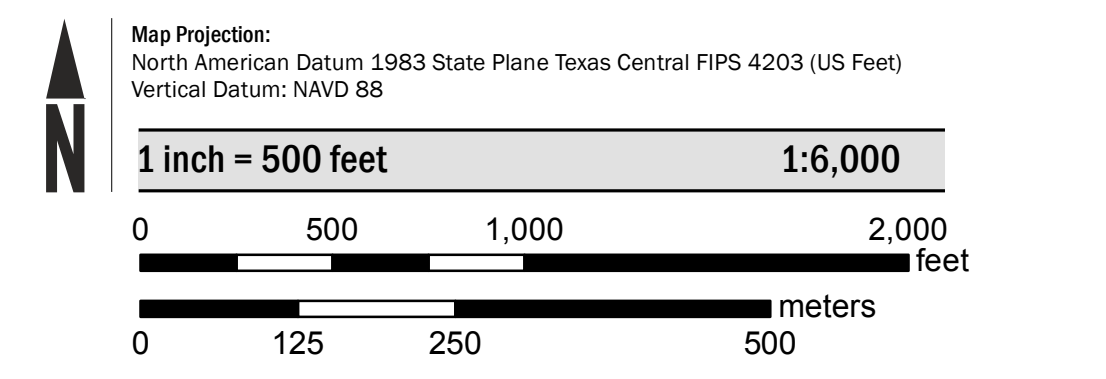 Map Projection:
North American Datum 1983 State Plane Texas Central FIPS 4203 (US Feet)
Vertical Datum: NAVD 88
N
1 inch = 500 feet 1:6,000
0 500 1,000 2,000
feet
meters
0 125 250 500